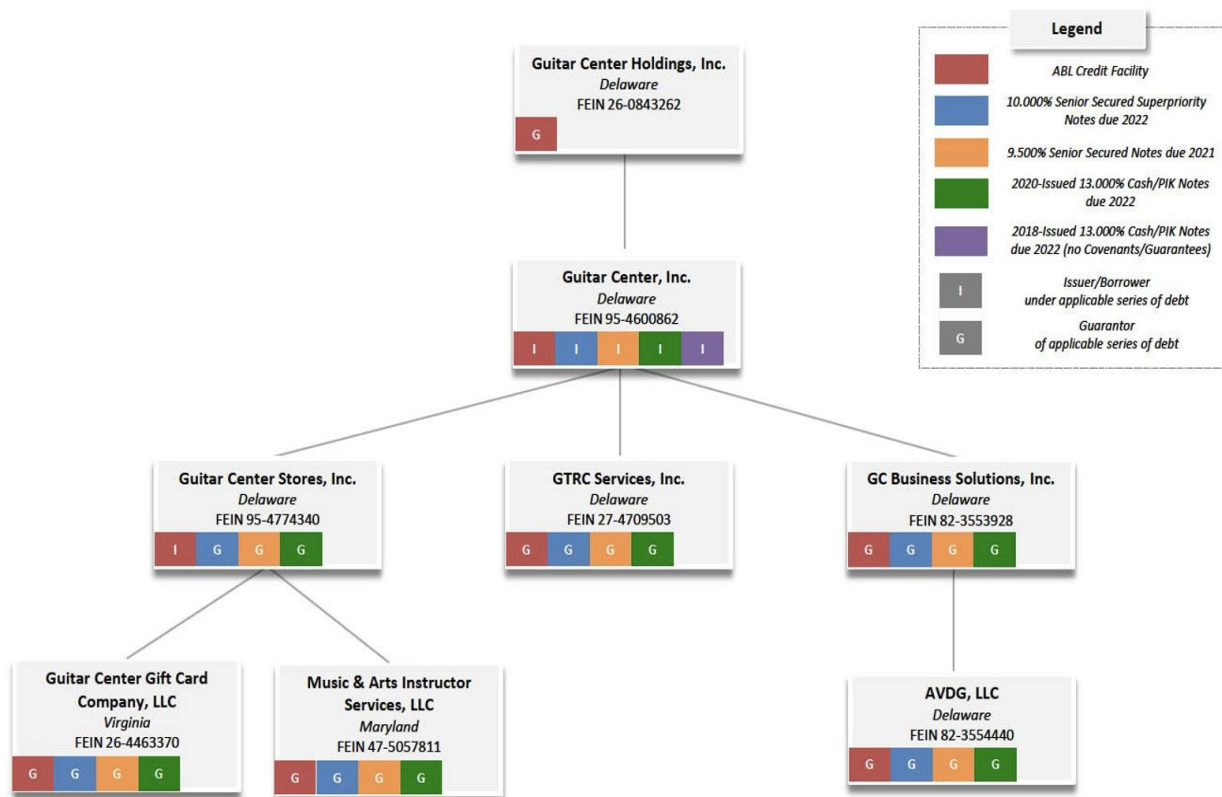 Guitar Center Holdings, Inc.
Delaware
FEIN 26-0843262
G
Legend
ABL Credit Facility
10.000% Senior Secured Superpriority
Notes due 2022
9.500% Senior Secured Notes due 2021
2020-Issued 13.000% Cash/PIK Notes
due 2022
2018-Issued 13.000% Cash/PIK Notes
due 2022 (no Covenants/Guarantees)
I
Issuer/Borrower
under applicable series of debt
G
Guarantor
of applicable series of debt
Guitar Center, Inc.
Delaware
FEIN 95-4600862
I I I I I
Guitar Center Stores, Inc.
Delaware
FEIN 95-4774340
I G G G
GTRC Services, Inc.
Delaware
FEIN 27-4709503
G G G G
GC Business Solutions, Inc.
Delaware
FEIN 82-3553928
G G G G
Guitar Center Gift Card
Company, LLC
Virginia
FEIN 26-4463370
G G G G
Music & Arts Instructor
Services, LLC
Maryland
FEIN 47-5057811
G G G G
AVDG, LLC
Delaware
FEIN 82-3554440
G G G G